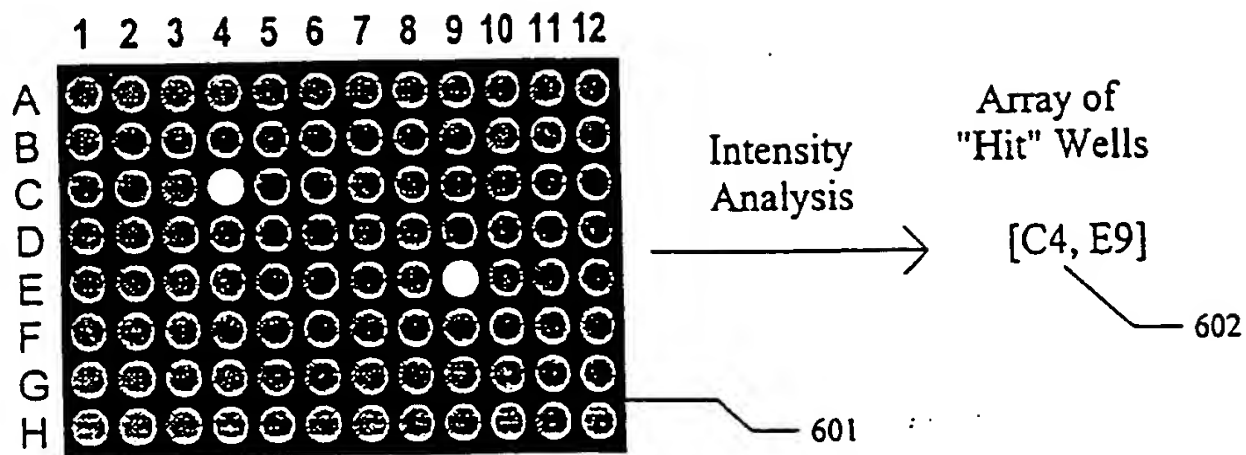 1 2 3 4 5 6 7 8 9 10 11 12
A
B
C
D
E
F
G
H
Intensity
Analysis
Array of
"Hit" Wells
[C4, E9]
602
601